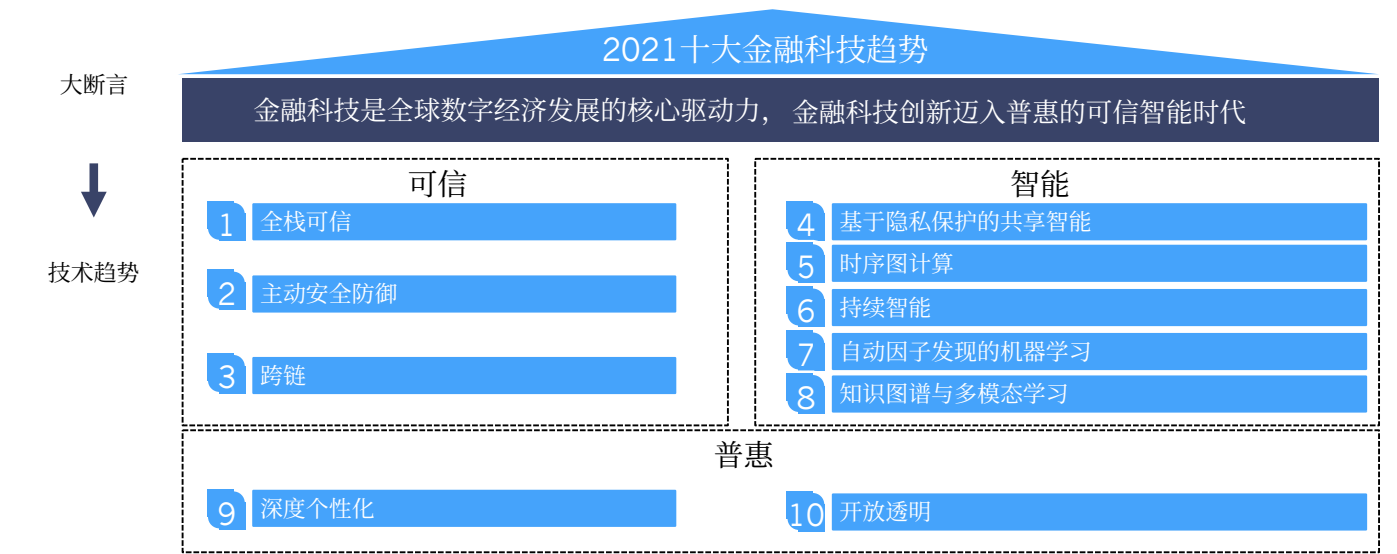 2021十大金融科技趋势
大断言
金融科技是全球数字经济发展的核心驱动力，金融科技创新迈入普惠的可信智能时代
技术趋势
可信
1 全栈可信
2 主动安全防御
3 跨链
智能
4 基于隐私保护的共享智能
5 时序图计算
6 持续智能
7 自动因子发现的机器学习
8 知识图谱与多模态学习
普惠
9 深度个性化
10 开放透明